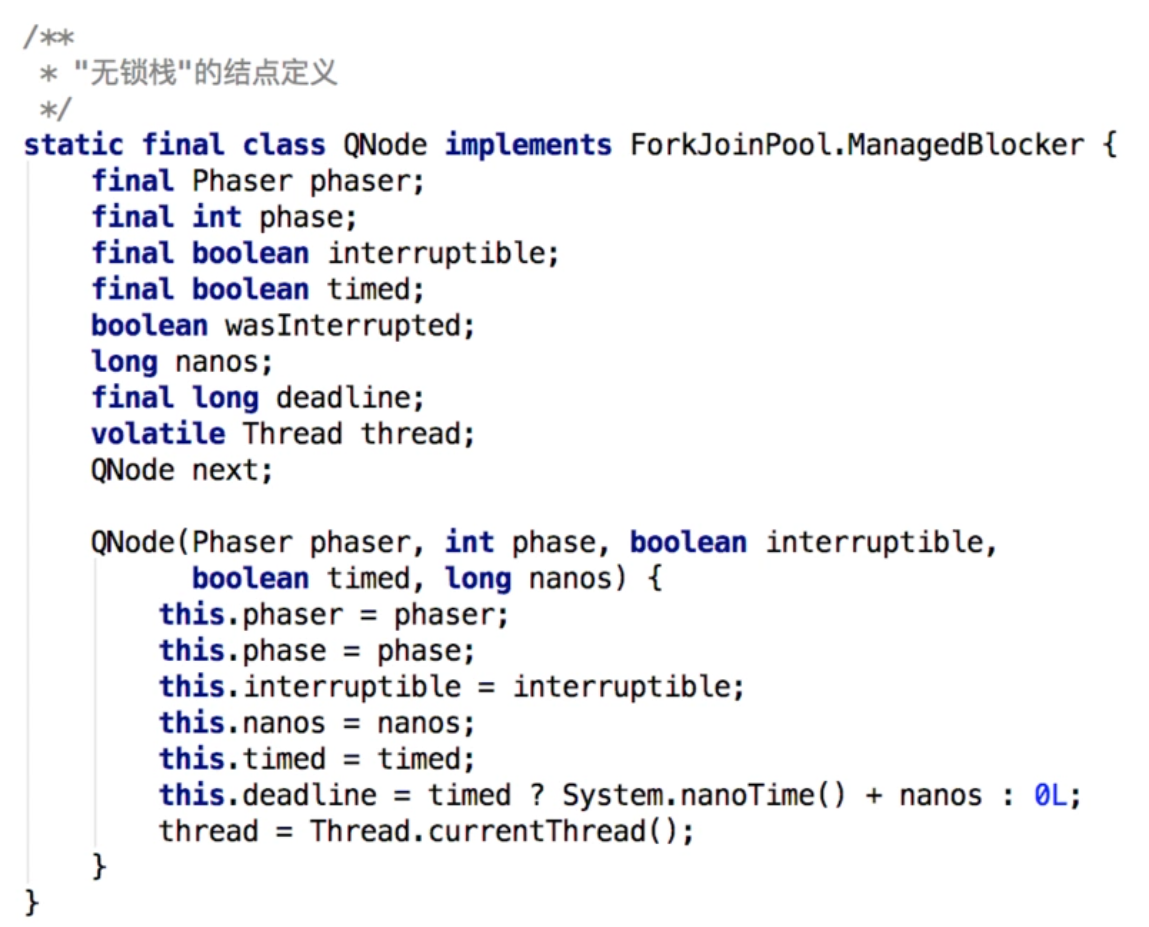 /**
 * "无锁栈"的结点定义
 */
static final class QNode implements ForkJoinPool.ManagedBlocker {
    final Phaser phaser;
    final int phase;
    final boolean interruptible;
    final boolean timed;
    boolean wasInterrupted;
    long nanos;
    final long deadline;
    volatile Thread thread;
    QNode next;

    QNode(Phaser phaser, int phase, boolean interruptible,
          boolean timed, long nanos) {
        this.phaser = phaser;
        this.phase = phase;
        this.interruptible = interruptible;
        this.nanos = nanos;
        this.timed = timed;
        this.deadline = timed ? System.nanoTime() + nanos : 0L;
        thread = Thread.currentThread();
    }
}